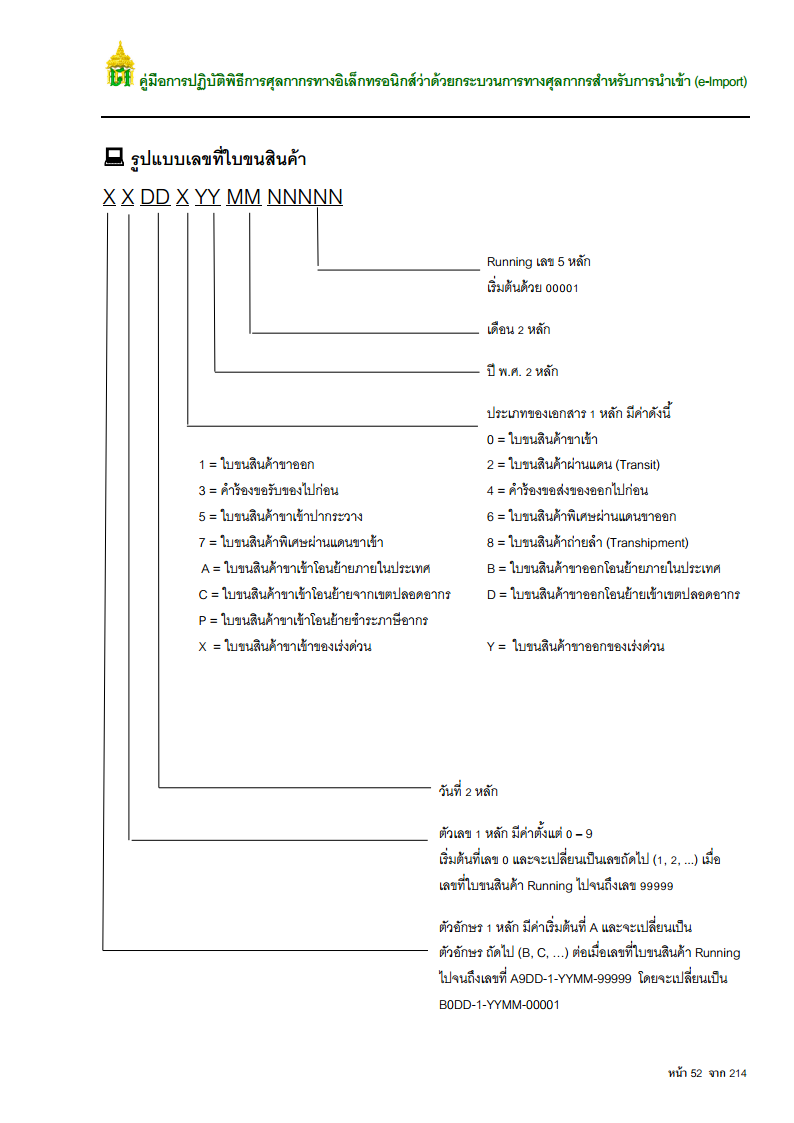 คู่มือการปฏิบัติพิธีการศุลกากรทางอิเล็กทรอนิกส์ว่าด้วยกระบวนการทางศุลกากรสำหรับการนำเข้า (e-Import)
รูปแบบเลขที่ใบขนสินค้า
X X DD X YY MM NNNNN
Running เลข 5 หลัก
เริ่มต้นด้วย 00001
เดือน 2 หลัก
ปี พ.ศ. 2 หลัก
ประเภทของเอกสาร 1 หลัก มีค่าดังนี้
0 = ใบขนสินค้าขาเข้า
1 = ใบขนสินค้าขาออก 2 = ใบขนสินค้าผ่านแดน (Transit)
3 = คำร้องขอรับของไปก่อน 4 = คำร้องขอส่งของออกไปก่อน
5 = ใบขนสินค้าขาเข้าปากระวาง 6 = ใบขนสินค้าพิเศษผ่านแดนขาออก
7 = ใบขนสินค้าพิเศษผ่านแดนขาเข้า 8 = ใบขนสินค้าถ่ายลำ (Transhipment)
A = ใบขนสินค้าขาเข้าโอนย้ายภายในประเทศ B = ใบขนสินค้าขาออกโอนย้ายภายในประเทศ
C = ใบขนสินค้าขาเข้าโอนย้ายจากเขตปลอดอากร D = ใบขนสินค้าขาออกโอนย้ายเข้าเขตปลอดอากร
P = ใบขนสินค้าขาเข้าโอนย้ายชำระภาษีอากร
X = ใบขนสินค้าขาเข้าของเร่งด่วน Y = ใบขนสินค้าขาออกของเร่งด่วน
วันที่ 2 หลัก
ตัวเลข 1 หลัก มีค่าตั้งแต่ 0 – 9
เริ่มต้นที่เลข 0 และจะเปลี่ยนเป็นเลขถัดไป (1, 2, ...) เมื่อ
เลขที่ใบขนสินค้า Running ไปจนถึงเลข 99999
ตัวอักษร 1 หลัก มีค่าเริ่มต้นที่ A และจะเปลี่ยนเป็น
ตัวอักษร ถัดไป (B, C, …) ต่อเมื่อเลขที่ใบขนสินค้า Running
ไปจนถึงเลขที่ A9DD-1-YYMM-99999 โดยจะเปลี่ยนเป็น
B0DD-1-YYMM-00001
หน้า 52 จาก 214